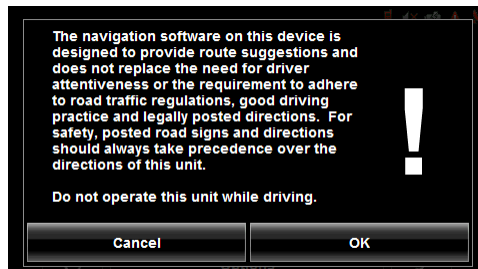 The navigation software on this device is
designed to provide route suggestions and
does not replace the need for driver
attentiveness or the requirement to adhere
to road traffic regulations, good driving
practice and legally posted directions.  For
safety, posted road signs and directions
should always take precedence over the
directions of this unit.
Do not operate this unit while driving.
!
Cancel
OK